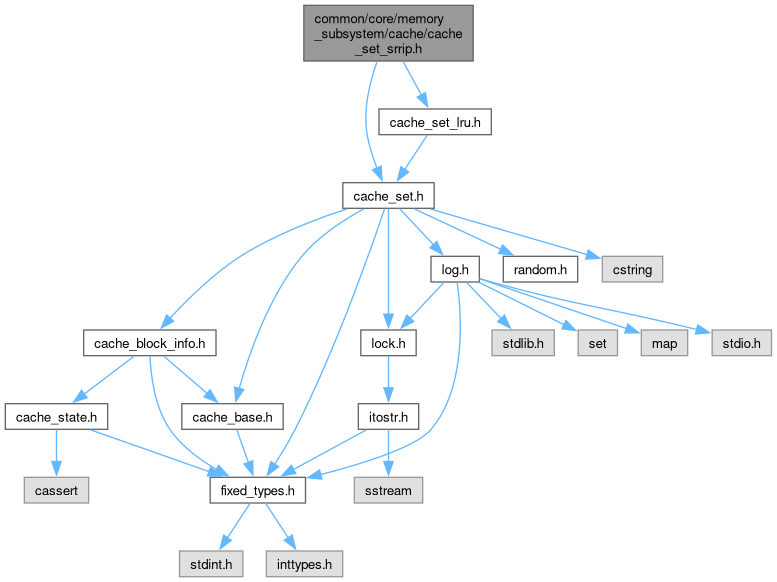 common/core/memory
_subsystem/cache/cache
_set_srrip.h
cache_set_lru.h
cache_set.h
log.h
random.h
cstring
cache_block_info.h
lock.h
stdlib.h
set
map
stdio.h
cache_state.h
cache_base.h
itostr.h
cassert
fixed_types.h
sstream
stdint.h
inttypes.h